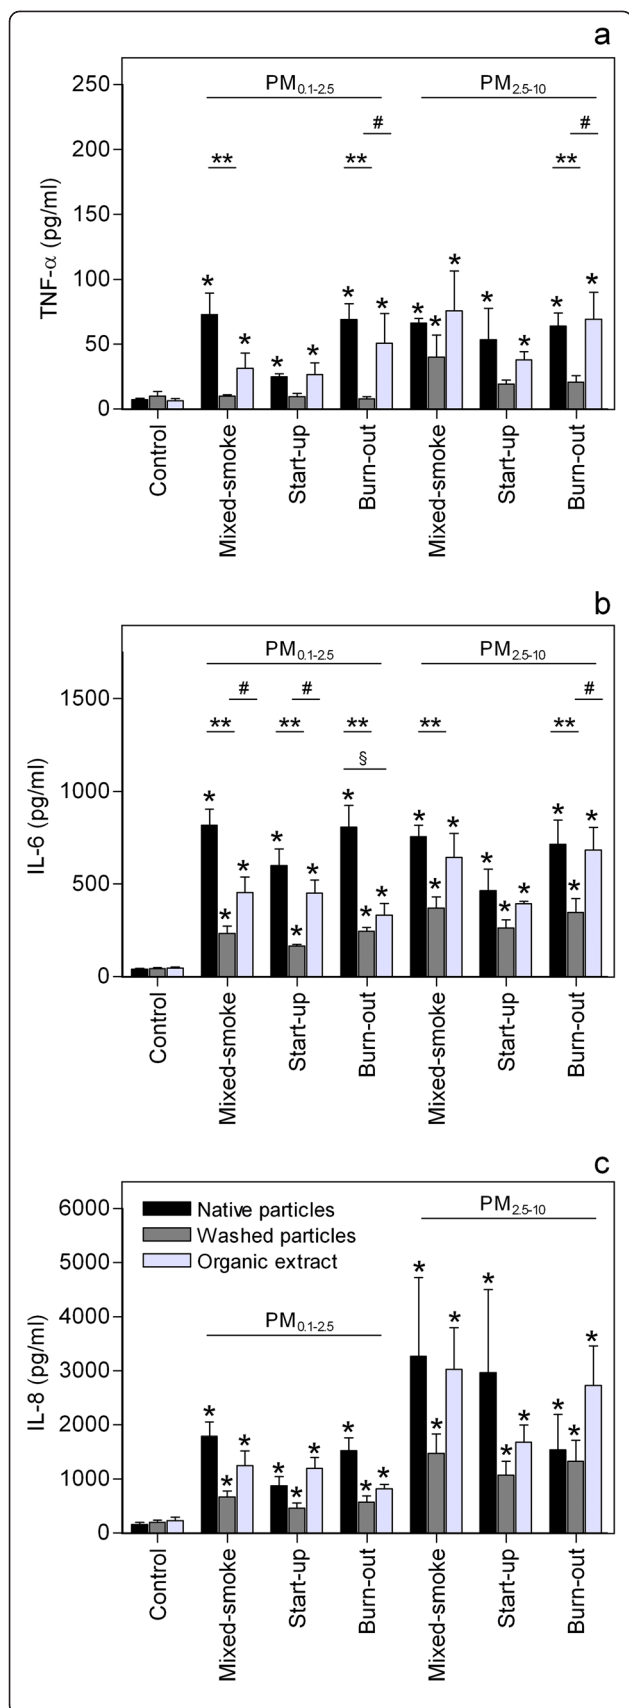 a
PM0.1-2.5 PM2.5-10
250
200
150
100
50
0
TNF-α (pg/ml)
# #
** ** **
* * * * * * * * * * * * *
Control Mixed-smoke Start-up Burn-out Mixed-smoke Start-up Burn-out
b
PM0.1-2.5 PM2.5-10
1500
1000
500
0
IL-6 (pg/ml)
# # #
** ** ** ** **
§
* * * * * * * * * * * * * * * * * *
Control Mixed-smoke Start-up Burn-out Mixed-smoke Start-up Burn-out
c
6000
5000
4000
3000
2000
1000
0
IL-8 (pg/ml)
Native particles
Washed particles
Organic extract
PM2.5-10
PM0.1-2.5
* * * * * * * * * * * * * * * * * *
Control Mixed-smoke Start-up Burn-out Mixed-smoke Start-up Burn-out